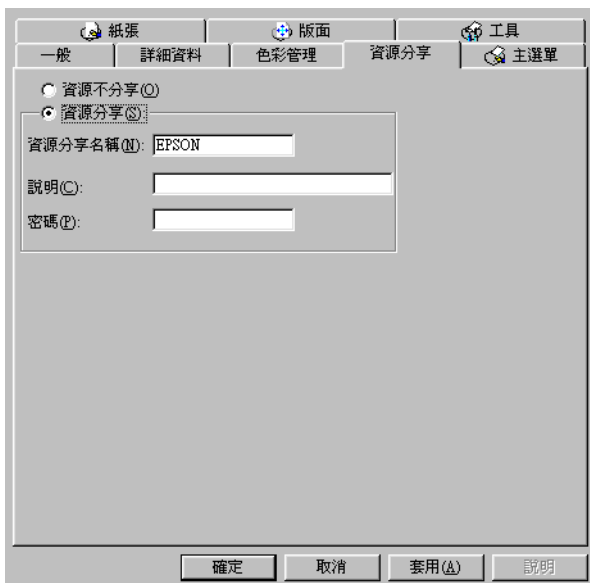 紙張 版面 工具
一般 詳細資料 色彩管理 資源分享 主選單
資源不分享(O)
資源分享(S):
資源分享名稱(N): EPSON
說明(C):
密碼(P):
確定 取消 套用(A) 說明